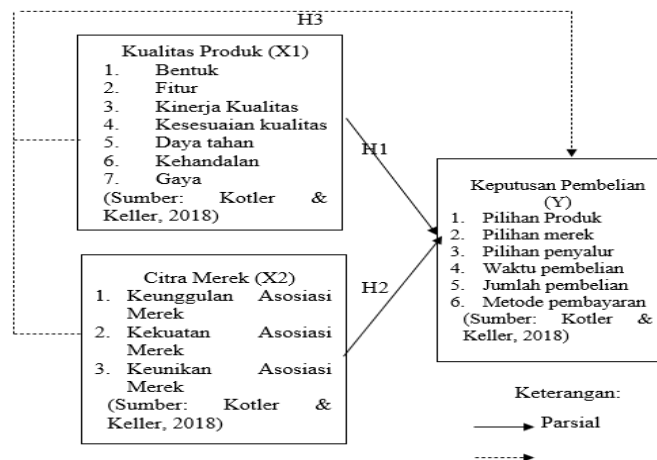 H3
Kualitas Produk (X1)
1. Bentuk
2. Fitur
3. Kinerja Kualitas
4. Kesesuaian kualitas
5. Daya tahan
6. Kehandalan
7. Gaya
(Sumber: Kotler &
Keller, 2018)
H1
Keputusan Pembelian
(Y)
1. Pilihan Produk
2. Pilihan merek
3. Pilihan penyalur
4. Waktu pembelian
5. Jumlah pembelian
6. Metode pembayaran
(Sumber: Kotler &
Keller, 2018)
Citra Merek (X2)
1. Keunggulan Asosiasi
Merek
2. Kekuatan Asosiasi
Merek
3. Keunikan Asosiasi
Merek
(Sumber: Kotler &
Keller, 2018)
H2
Keterangan:
Parsial